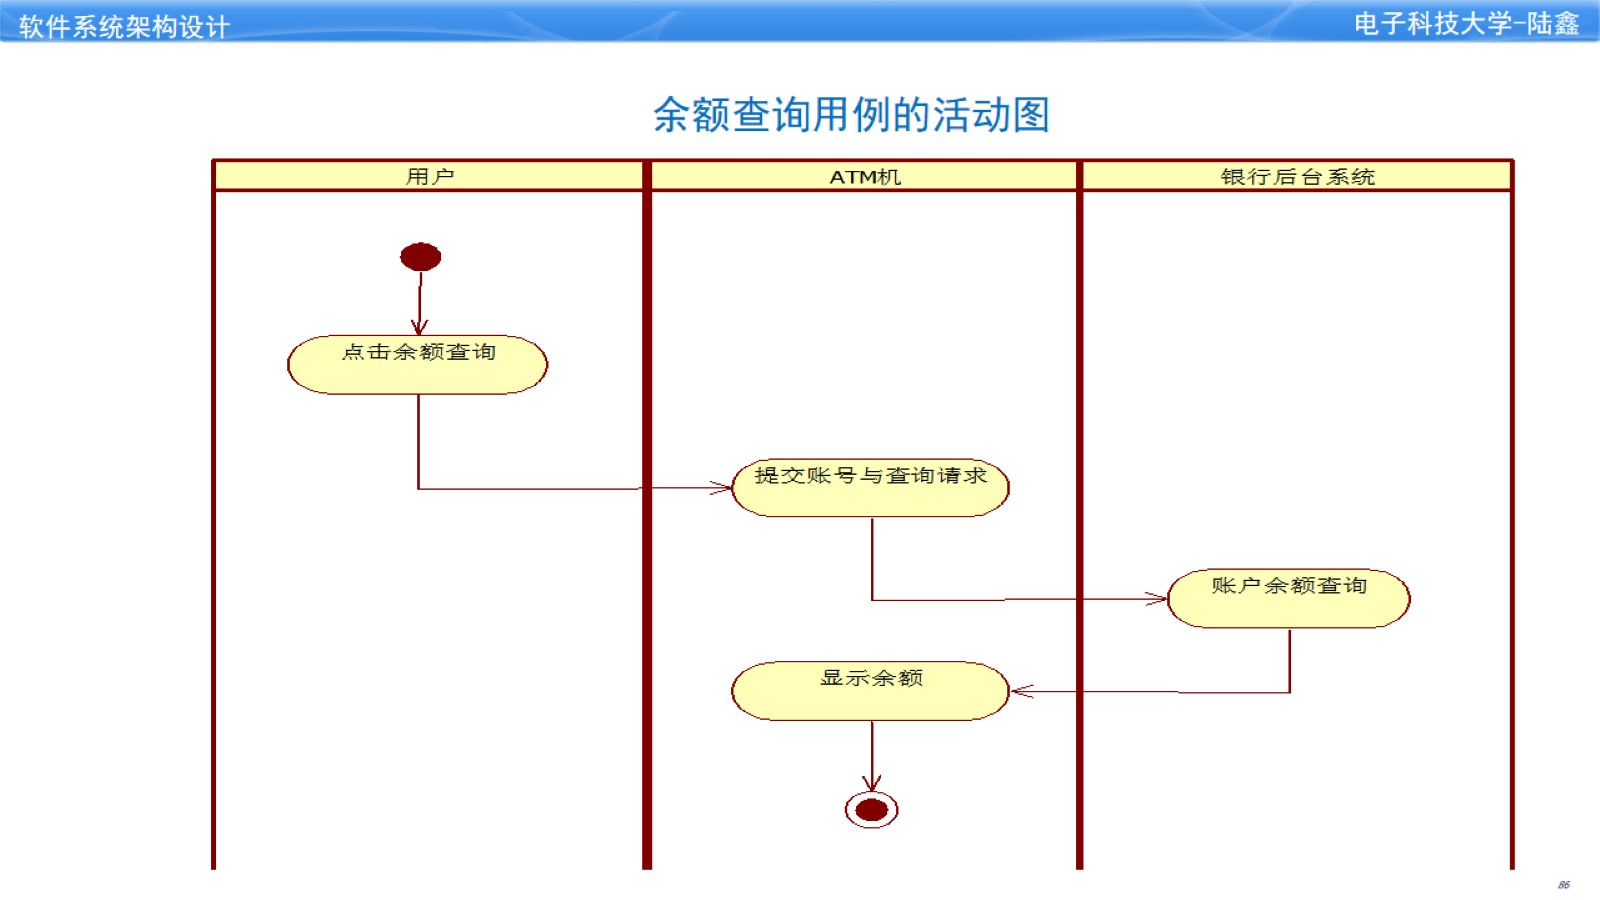 软件系统架构设计
电子科技大学-陆鑫
余额查询用例的活动图
用户
ATM机
银行后台系统
点击余额查询
提交账号与查询请求
账户余额查询
显示余额
86